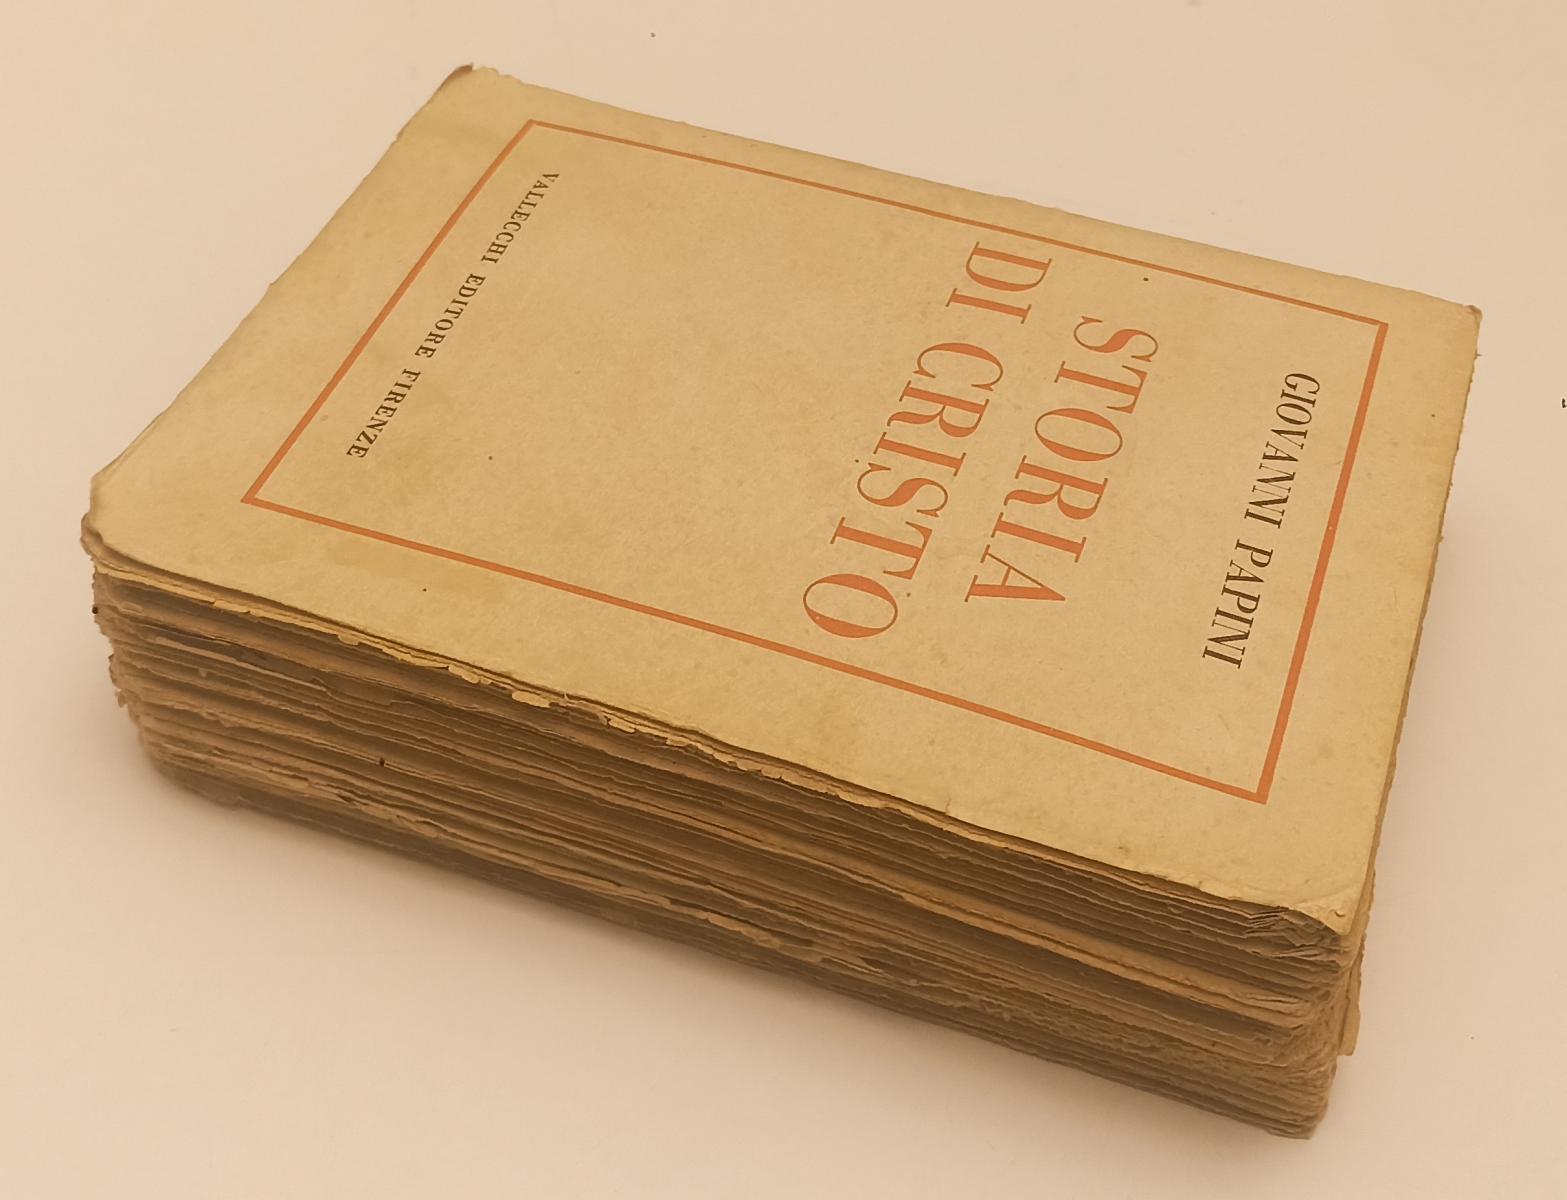 GIOVANNI PAPINI
STORIA
DI CRISTO
VALLECCHI EDITORE FIRENZE